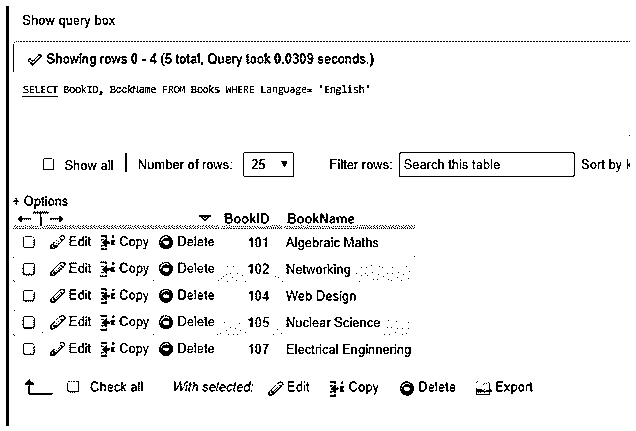 Show query box
Showing rows 0 - 4 (5 total, Query took 0.0309 seconds.)
SELECT BookID, BookName FROM Books WHERE Language= 'English'
Show all | Number of rows: 25 Filter rows: Search this table Sort by k
+ Options
←T→ BookID BookName
Edit Copy Delete 101 Algebraic Maths
Edit Copy Delete 102 Networking
Edit Copy Delete 104 Web Design
Edit Copy Delete 105 Nuclear Science
Edit Copy Delete 107 Electrical Enginnering
Check all With selected: Edit Copy Delete Export